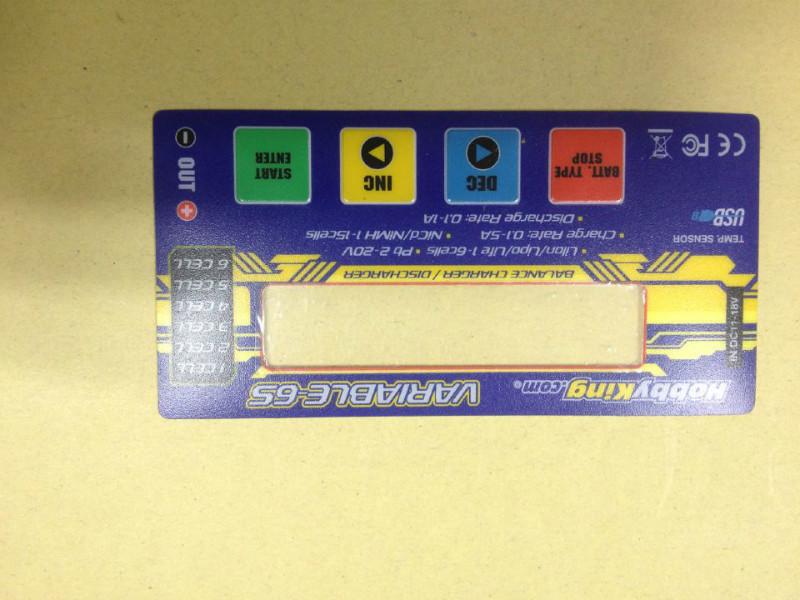 HobbyKing.com® VARIABLE-6S
IN:DC11-18V
1 CELL
2 CELL
3 CELL
4 CELL
5 CELL
6 CELL
BALANCE CHARGER / DISCHARGER
• LiIon/Lipo/Life 1-6cells • Pb 2-20V
• Charge Rate: 0.1-5A • NiCd/NiMH 1-15cells
• Discharge Rate: 0.1-1A
TEMP. SENSOR
USB
OUT
CE FC
BATT. TYPE
STOP
DEC
INC
START
ENTER